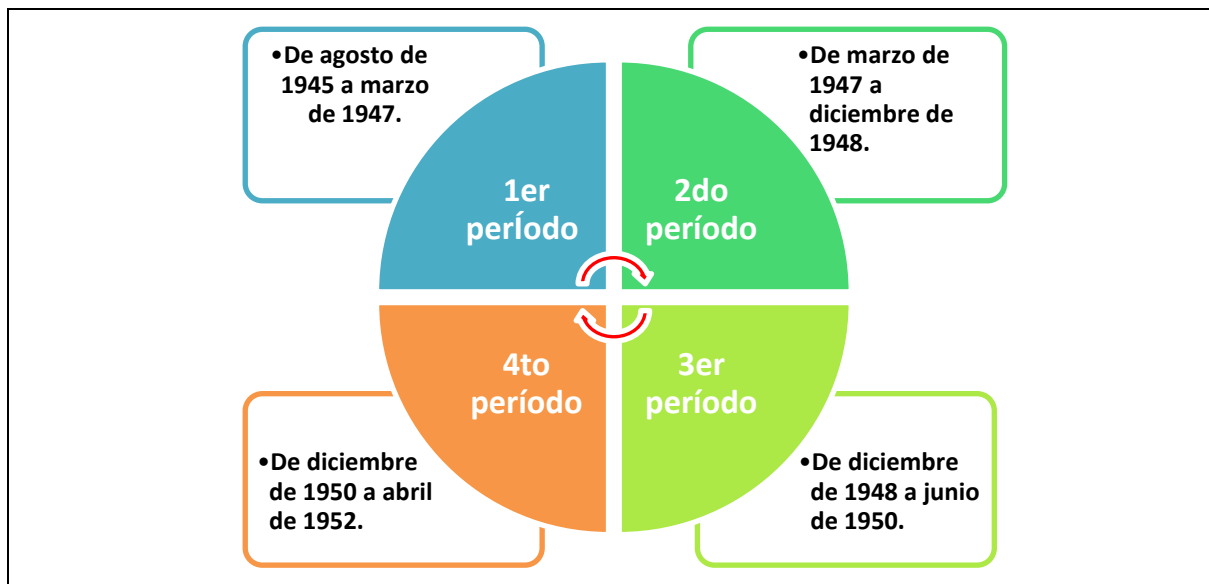 •De agosto de
1945 a marzo
de 1947.
•De marzo de
1947 a
diciembre de
1948.
1er
perÍodo
2do
período
4to
período
3er
período
•De diciembre
de 1950 a abril
de 1952.
•De diciembre
de 1948 a junio
de 1950.